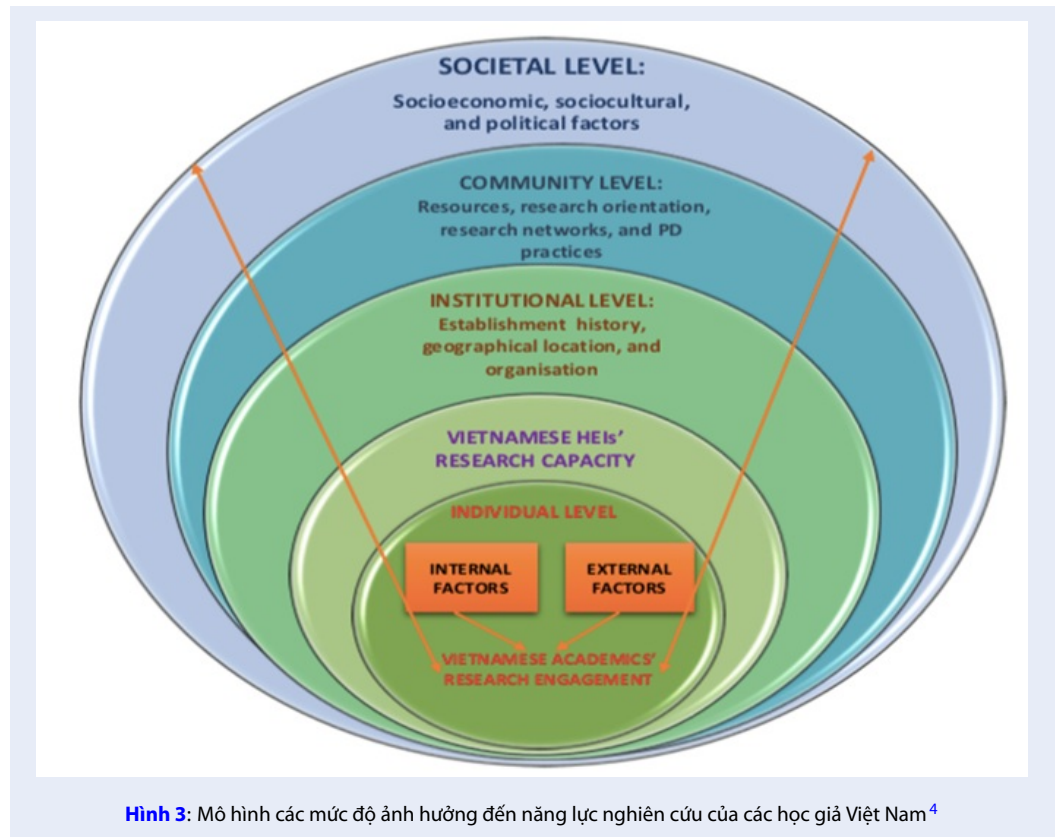 SOCIETAL LEVEL:
Socioeconomic, sociocultural,
and political factors
COMMUNITY LEVEL:
Resources, research orientation,
research networks, and PD
practices
INSTITUTIONAL LEVEL:
Establishment history,
geographical location, and
organisation
VIETNAMESE HEIs'
RESEARCH CAPACITY
INDIVIDUAL LEVEL
INTERNAL
FACTORS
EXTERNAL
FACTORS
VIETNAMESE ACADEMICS'
RESEARCH ENGAGEMENT
Hình 3: Mô hình các mức độ ảnh hưởng đến năng lực nghiên cứu của các học giả Việt Nam 4